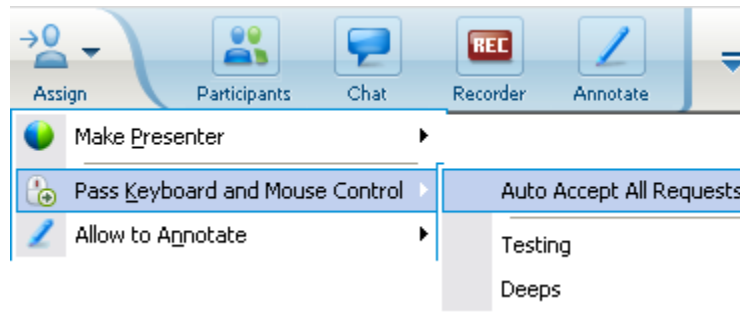 REC
Assign Participants Chat Recorder Annotate
Make Presenter
Pass Keyboard and Mouse Control Auto Accept All Requests
Allow to Annotate
Testing
Deeps